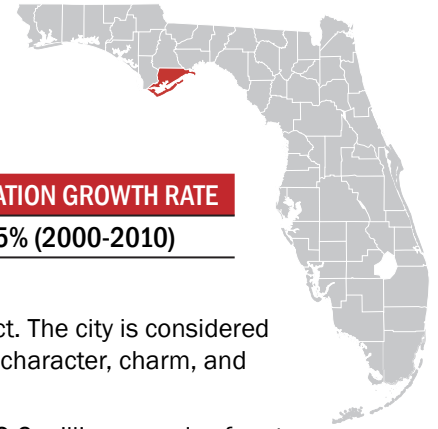 ATION GROWTH RATE
5% (2000-2010)
ct. The city is considered
character, charm, and